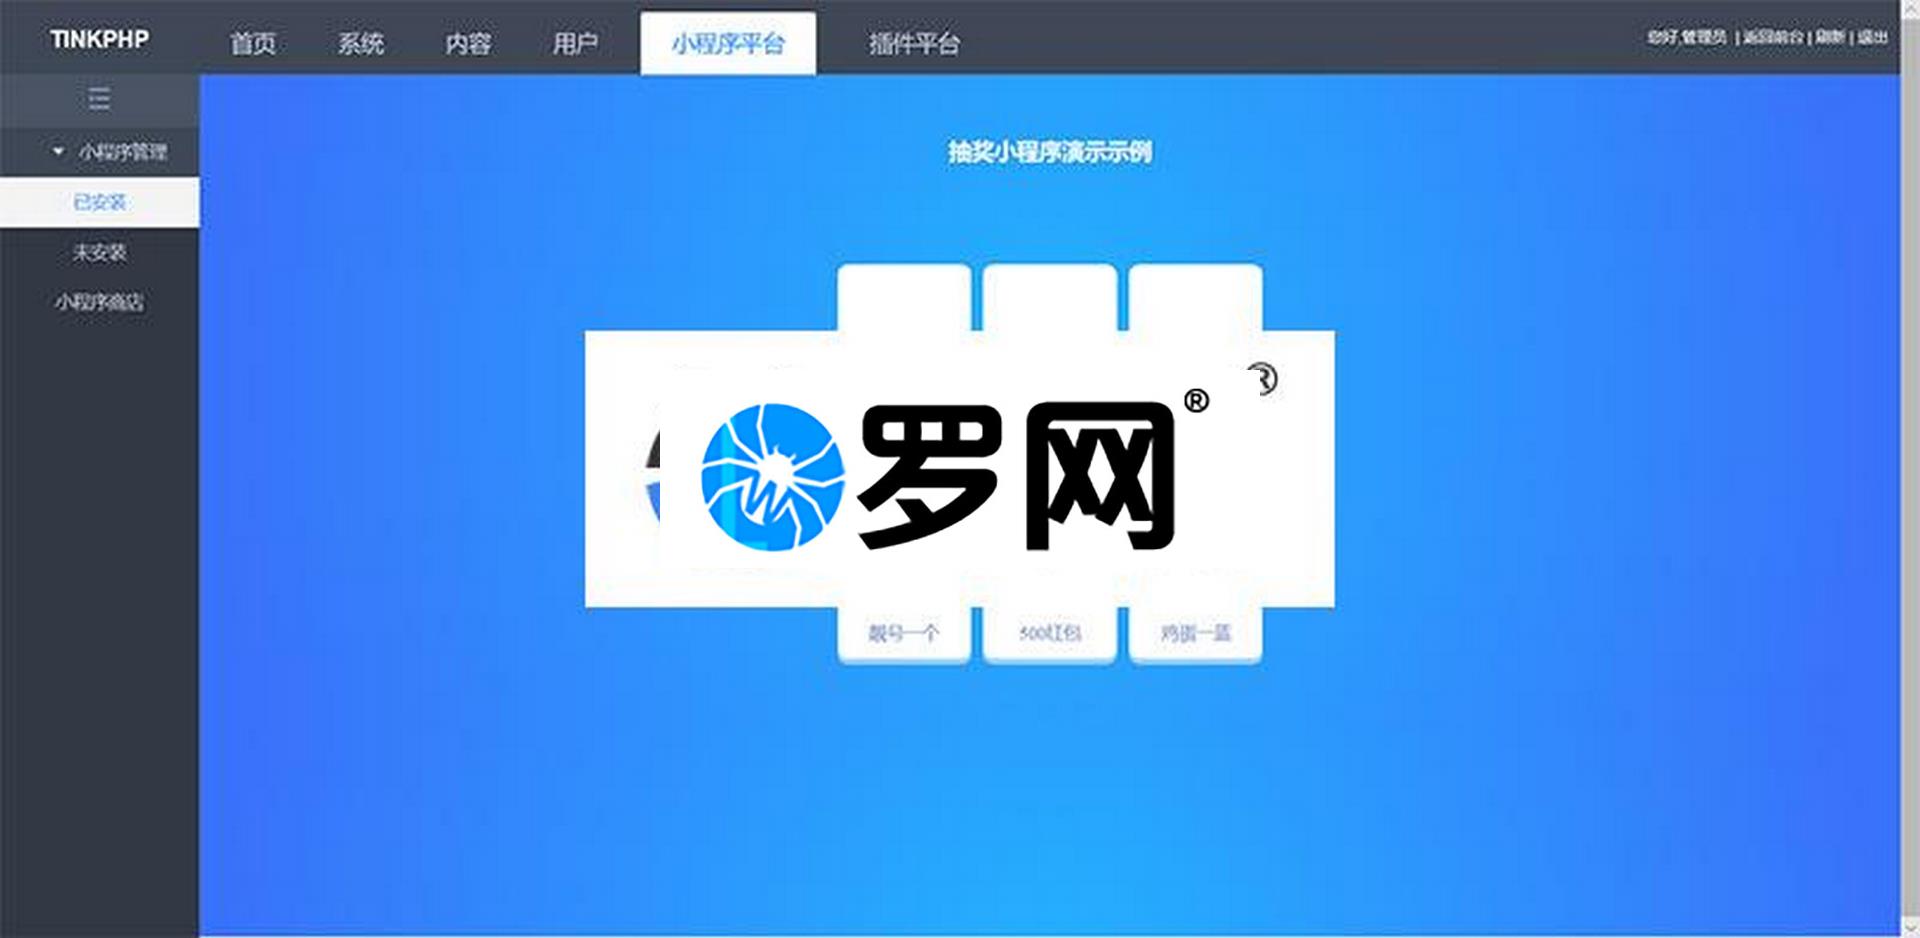 TINKPHP
首页 系统 内容 用户 小程序平台 插件平台
您好,管理员 | 返回前台 | 刷新 | 退出
小程序管理
已安装
未安装
小程序商店
抽奖小程序演示示例
®
罗网®
靓号一个 500红包 鸡蛋一蓝